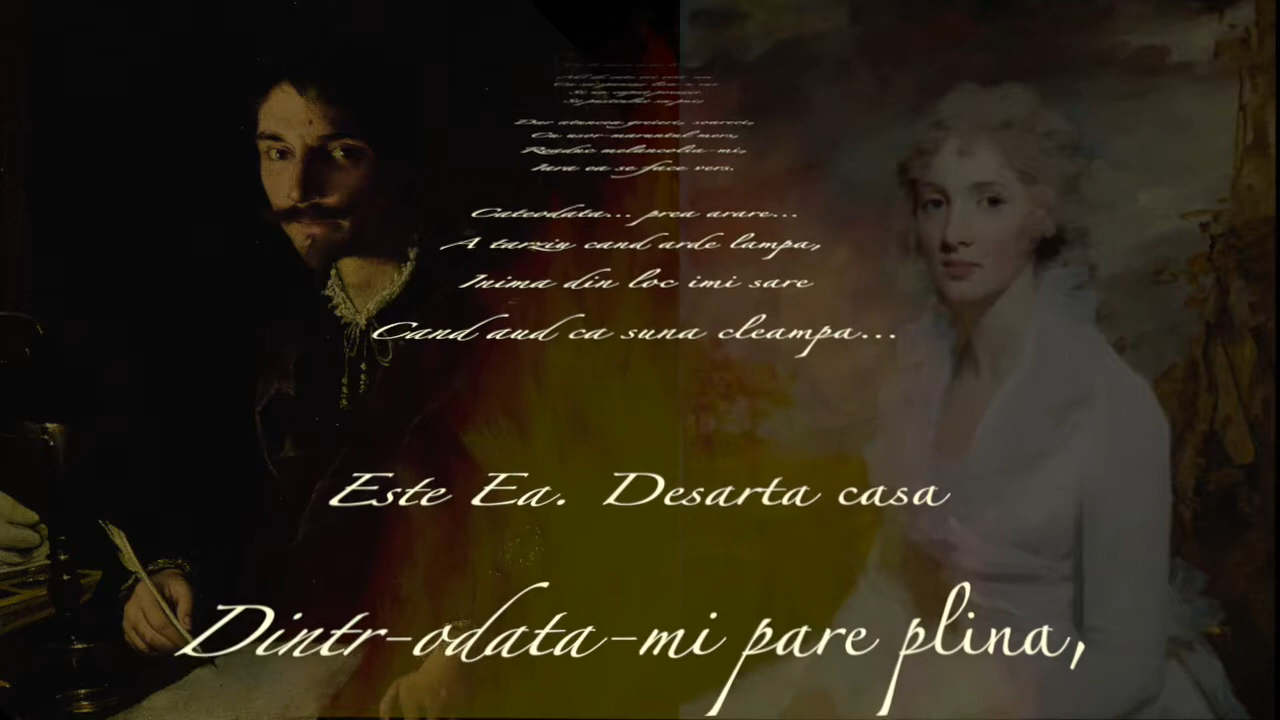 Dar atuncea greieri, soareci,
Cu usor-maruntul mers,
Readuc melancolia-mi,
Iara ea se face vers.
Cateodata... prea arare...
A tarziu cand arde lampa,
Inima din loc imi sare
Cand aud ca suna cleampa...
Este Ea. Desarta casa
Dintr-odata-mi pare plina,